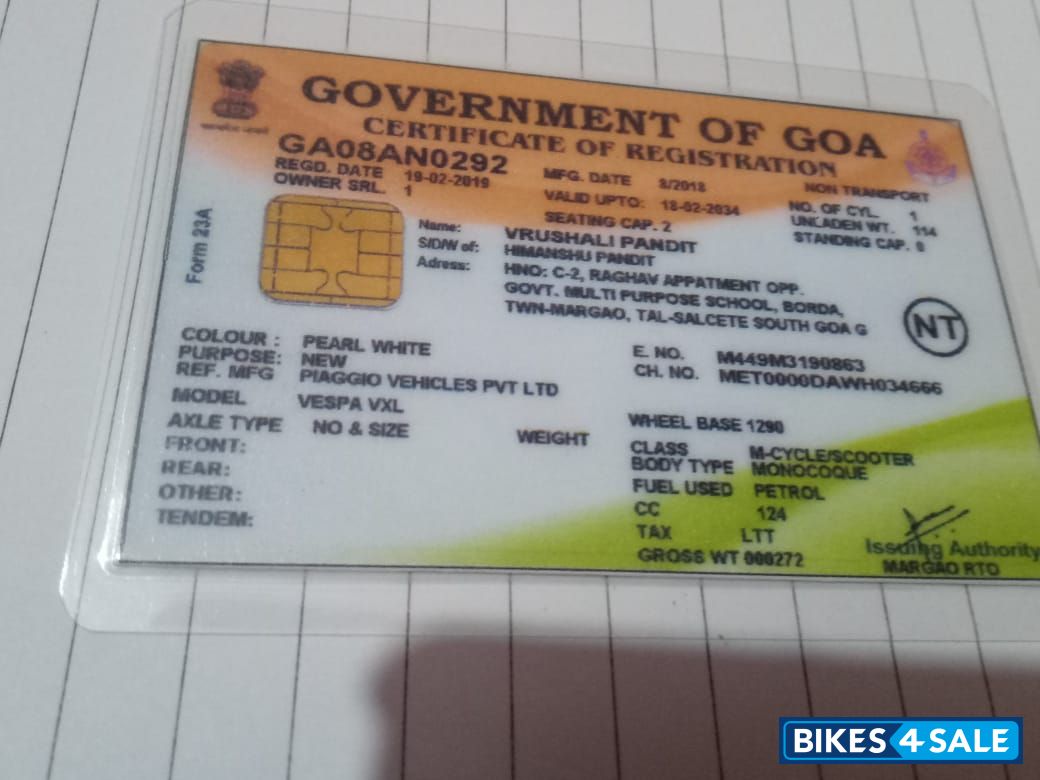 GOVERNMENT OF GOA
CERTIFICATE OF REGISTRATION
GA08AN0292
REGD. DATE 19-02-2019 MFG. DATE 8/2018 NON TRANSPORT
OWNER SRL. 1 VALID UPTO: 18-02-2034 NO. OF CYL. 1
SEATING CAP. 2 UNLADEN WT. 114
STANDING CAP. 0
Form 23A
Name: VRUSHALI PANDIT
S/D/W of: HIMANSHU PANDIT
Adress: HNO: C-2, RAGHAV APPATMENT OPP.
GOVT. MULTI PURPOSE SCHOOL, BORDA,
TWN-MARGAO, TAL-SALCETE SOUTH GOA G
NT
COLOUR : PEARL WHITE
PURPOSE: NEW
REF. MFG PIAGGIO VEHICLES PVT LTD
MODEL VESPA VXL
E. NO. M449M3190863
CH. NO. MET0000DAWH034666
AXLE TYPE NO & SIZE WEIGHT
FRONT:
REAR:
OTHER:
TENDEM:
WHEEL BASE 1290
CLASS M-CYCLE/SCOOTER
BODY TYPE MONOCOQUE
FUEL USED PETROL
CC 124
TAX LTT
GROSS WT 000272
Issuing Authority
MARGAO RTO
BIKES4SALE